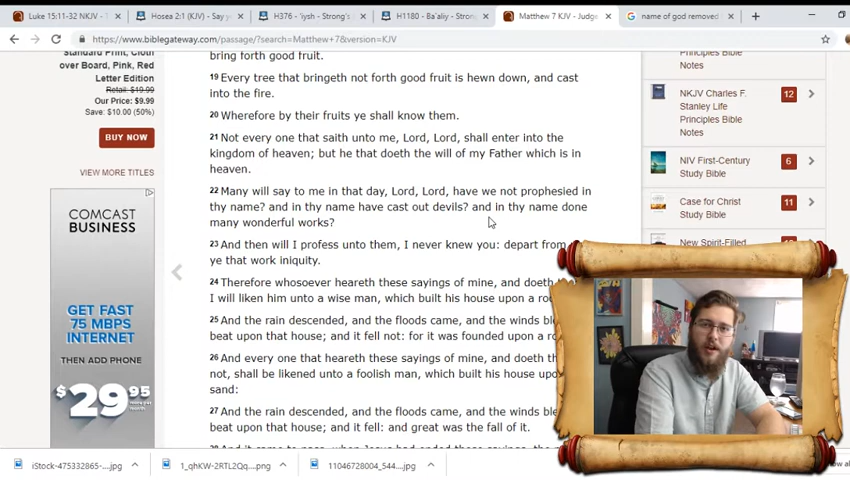 Luke 15:11-32 NKJV -
Hosea 2:1 (KJV) - Say ye
H376 - 'iysh - Strong's
H1180 - Ba`aliy - Strong
Matthew 7 KJV - Judge
name of god removed
https://www.biblegateway.com/passage/?search=Matthew+7&version=KJV
Standard Print, Cloth
over Board, Pink, Red
Letter Edition
Retail: $19.99
Our Price: $9.99
Save: $10.00 (50%)
BUY NOW
VIEW MORE TITLES
COMCAST
BUSINESS
GET FAST
75 MBPS
INTERNET
THEN ADD PHONE
$29.95
bring forth good fruit.
19 Every tree that bringeth not forth good fruit is hewn down, and cast
into the fire.
20 Wherefore by their fruits ye shall know them.
21 Not every one that saith unto me, Lord, Lord, shall enter into the
kingdom of heaven; but he that doeth the will of my Father which is in
heaven.
22 Many will say to me in that day, Lord, Lord, have we not prophesied in
thy name? and in thy name have cast out devils? and in thy name done
many wonderful works?
23 And then will I profess unto them, I never knew you: depart from
ye that work iniquity.
24 Therefore whosoever heareth these sayings of mine, and doeth
I will liken him unto a wise man, which built his house upon a
25 And the rain descended, and the floods came, and the winds
beat upon that house; and it fell not: for it was founded upon a
26 And every one that heareth these sayings of mine, and doeth
not, shall be likened unto a foolish man, which built his house
sand:
27 And the rain descended, and the floods came, and the winds
beat upon that house; and it fell: and great was the fall of it.
Principles Bible
Notes
NKJV Charles F.
Stanley Life
Principles Bible
Notes
12
NIV First-Century
Study Bible
6
Case for Christ
Study Bible
11
New Spirit-Filled
iStock-475332865-....jpg
1_qhKW-2RTL2Qq....png
11046728004_544....jpg